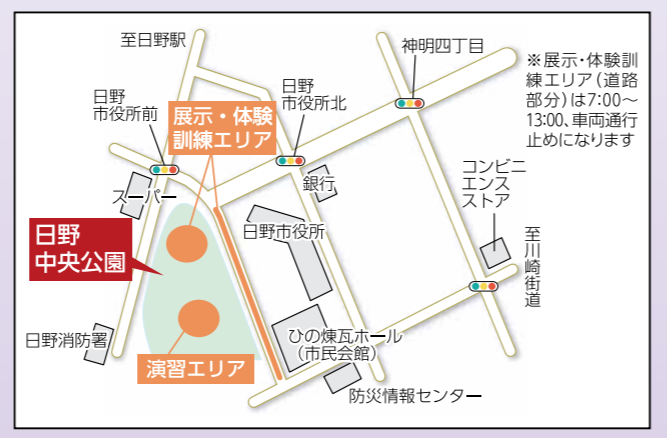 至日野駅
神明四丁目
※展示・体験訓
練エリア（道路
部分）は7:00～
13:00、車両通行
止めになります
日野
市役所前
展示・体験
訓練エリア
日野
市役所北
コンビニ
エンス
ストア
スーパー
銀行
日野
中央公園
日野市役所
至川崎街道
日野消防署
演習エリア
ひの煉瓦ホール
（市民会館）
防災情報センター